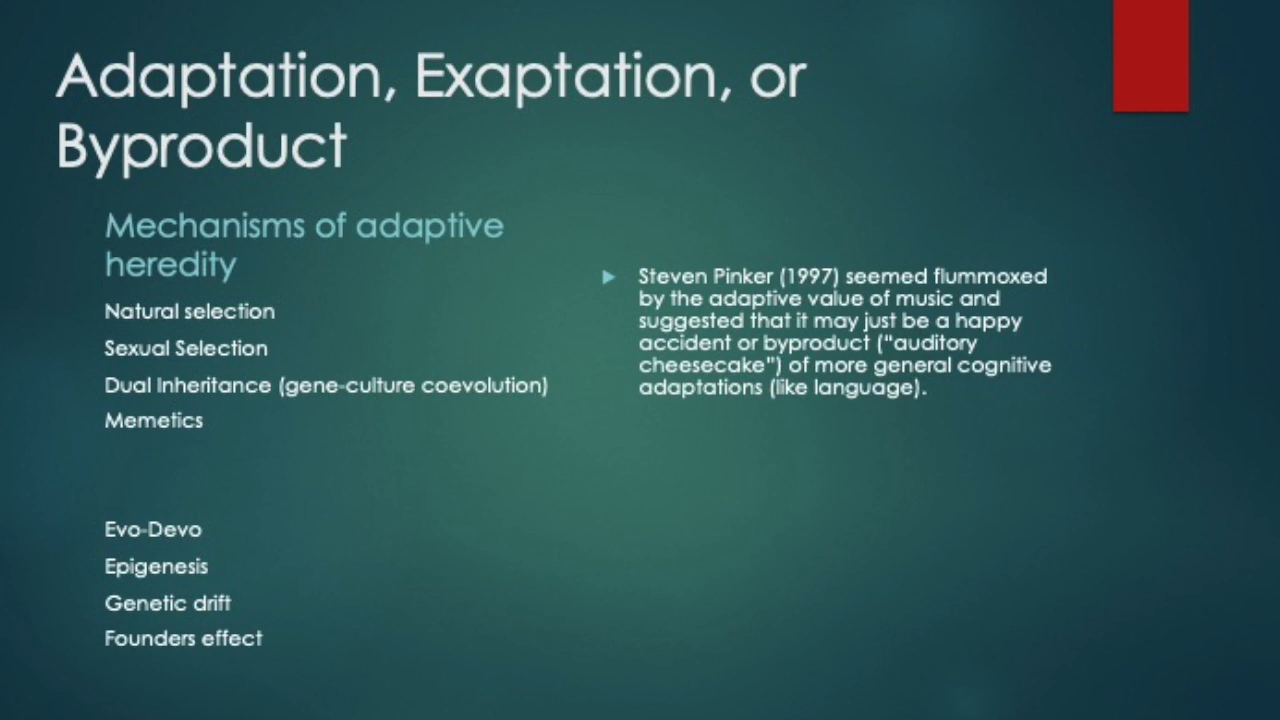 Adaptation, Exaptation, or
Byproduct
Mechanisms of adaptive
heredity
Natural selection
Sexual Selection
Dual Inheritance (gene-culture coevolution)
Memetics
Evo-Devo
Epigenesis
Genetic drift
Founders effect
Steven Pinker (1997) seemed flummoxed
by the adaptive value of music and
suggested that it may just be a happy
accident or byproduct (“auditory
cheesecake”) of more general cognitive
adaptations (like language).